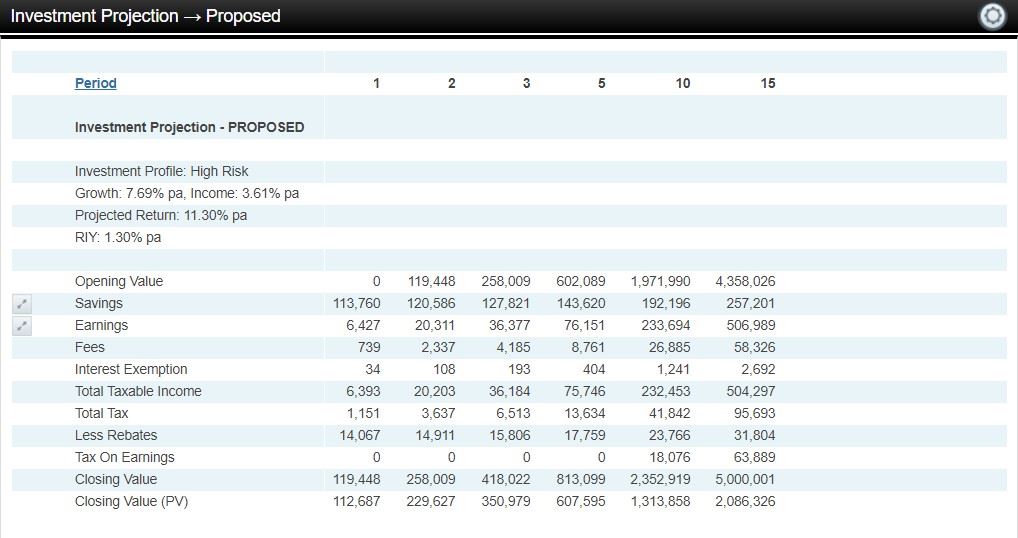 Investment Projection → Proposed
Period 1 2 3 5 10 15
Investment Projection - PROPOSED
Investment Profile: High Risk
Growth: 7.69% pa, Income: 3.61% pa
Projected Return: 11.30% pa
RIY: 1.30% pa
Opening Value 0 119,448 258,009 602,089 1,971,990 4,358,026
Savings 113,760 120,586 127,821 143,620 192,196 257,201
Earnings 6,427 20,311 36,377 76,151 233,694 506,989
Fees 739 2,337 4,185 8,761 26,885 58,326
Interest Exemption 34 108 193 404 1,241 2,692
Total Taxable Income 6,393 20,203 36,184 75,746 232,453 504,297
Total Tax 1,151 3,637 6,513 13,634 41,842 95,693
Less Rebates 14,067 14,911 15,806 17,759 23,766 31,804
Tax On Earnings 0 0 0 0 18,076 63,889
Closing Value 119,448 258,009 418,022 813,099 2,352,919 5,000,001
Closing Value (PV) 112,687 229,627 350,979 607,595 1,313,858 2,086,326